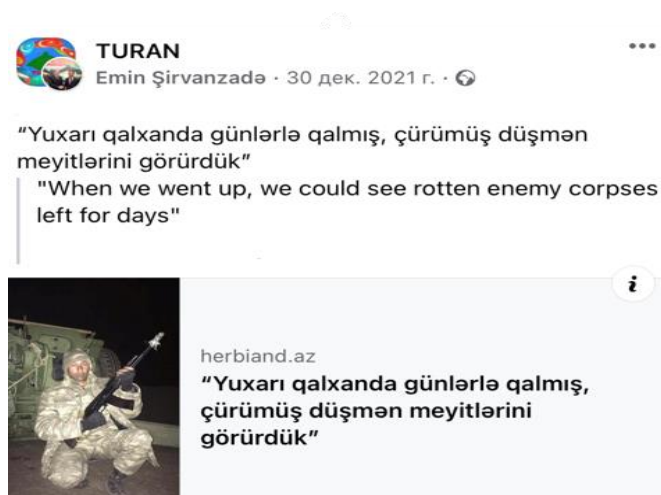 TURAN
Emin Şirvanzadə · 30 дек. 2021 г. ·
“Yuxarı qalxanda günlərlə qalmış, çürümüş düşmən
meyitlərini görürdük”
"When we went up, we could see rotten enemy corpses
left for days"
herbiand.az
“Yuxarı qalxanda günlərlə qalmış,
çürümüş düşmən meyitlərini
görürdük”